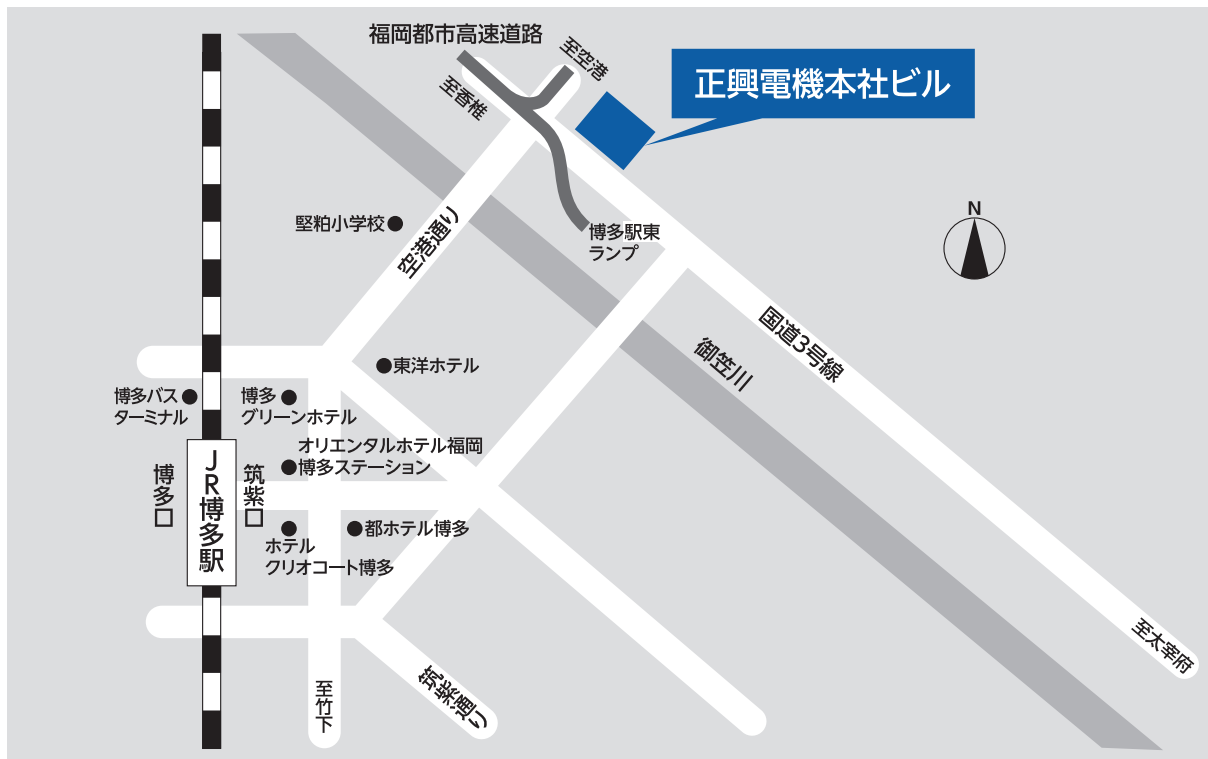 福岡都市高速道路
至空港
至香椎
正興電機本社ビル
N
堅粕小学校
空港通り
博多駅東
ランプ
国道3号線
御笠川
東洋ホテル
博多バス
ターミナル
博多
グリーンホテル
オリエンタルホテル福岡
博多ステーション
博多口
JR博多駅
筑紫口
都ホテル博多
ホテル
クリオコート博多
至太宰府
至竹下
筑紫通り